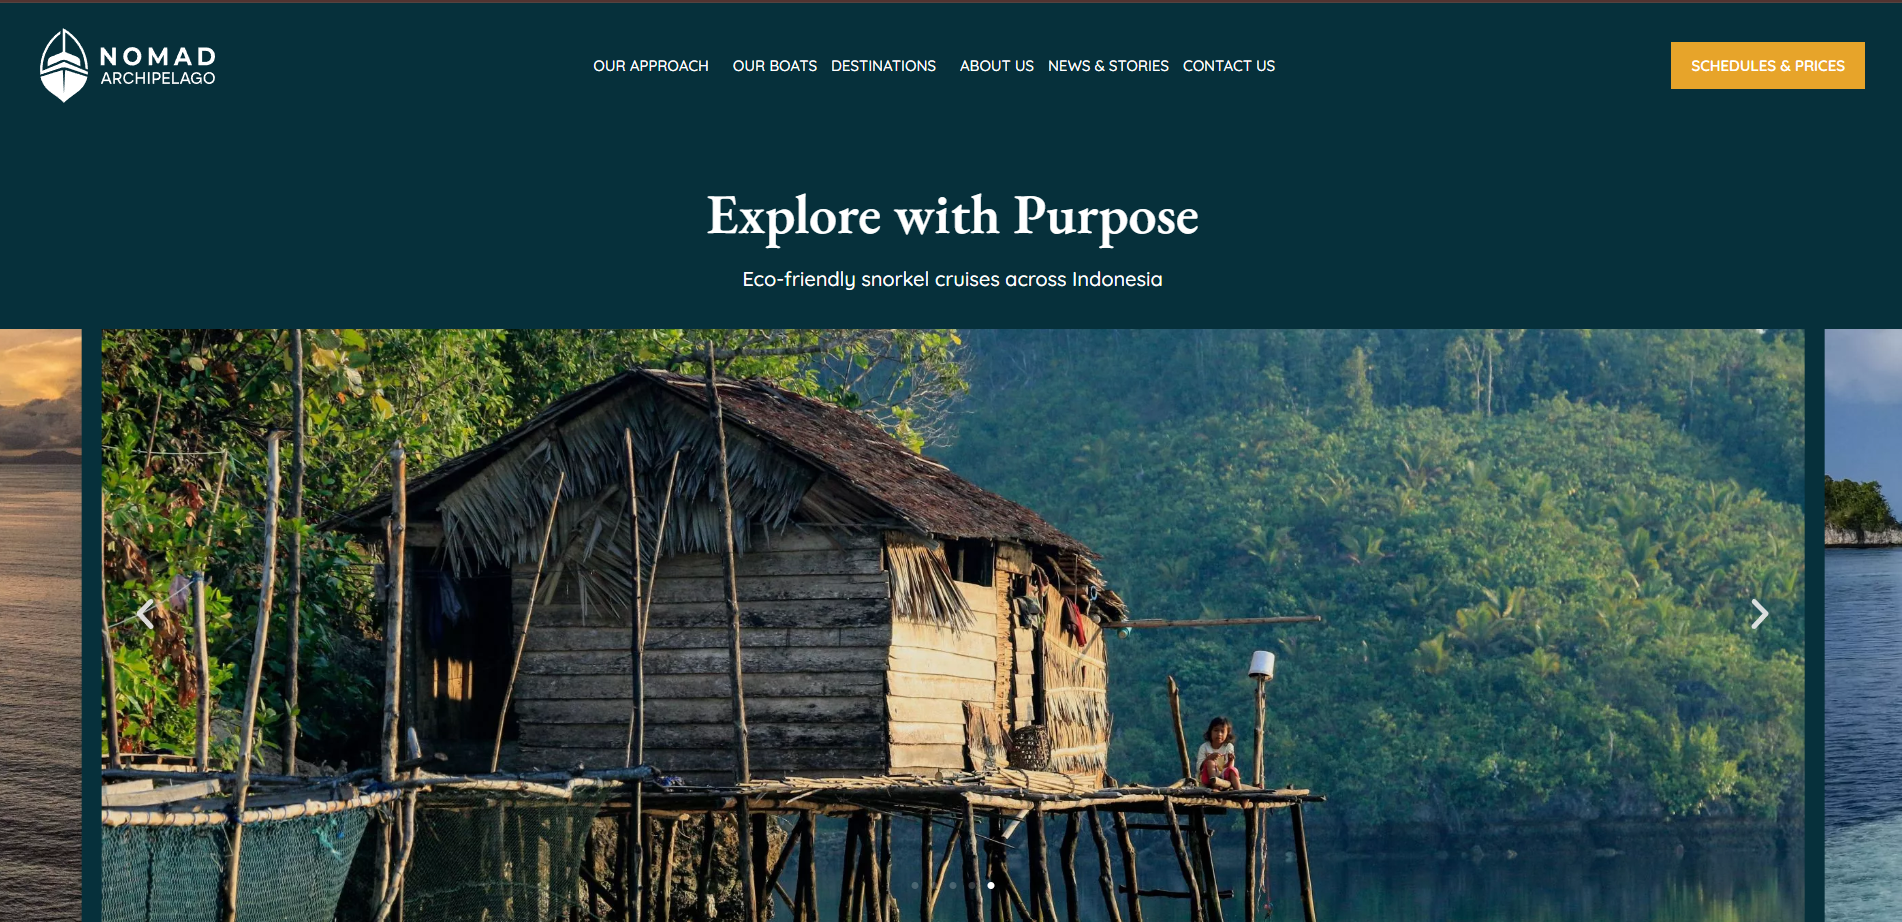 NOMAD
ARCHIPELAGO
OUR APPROACH
OUR BOATS
DESTINATIONS
ABOUT US
NEWS & STORIES
CONTACT US
SCHEDULES & PRICES
Explore with Purpose
Eco-friendly snorkel cruises across Indonesia